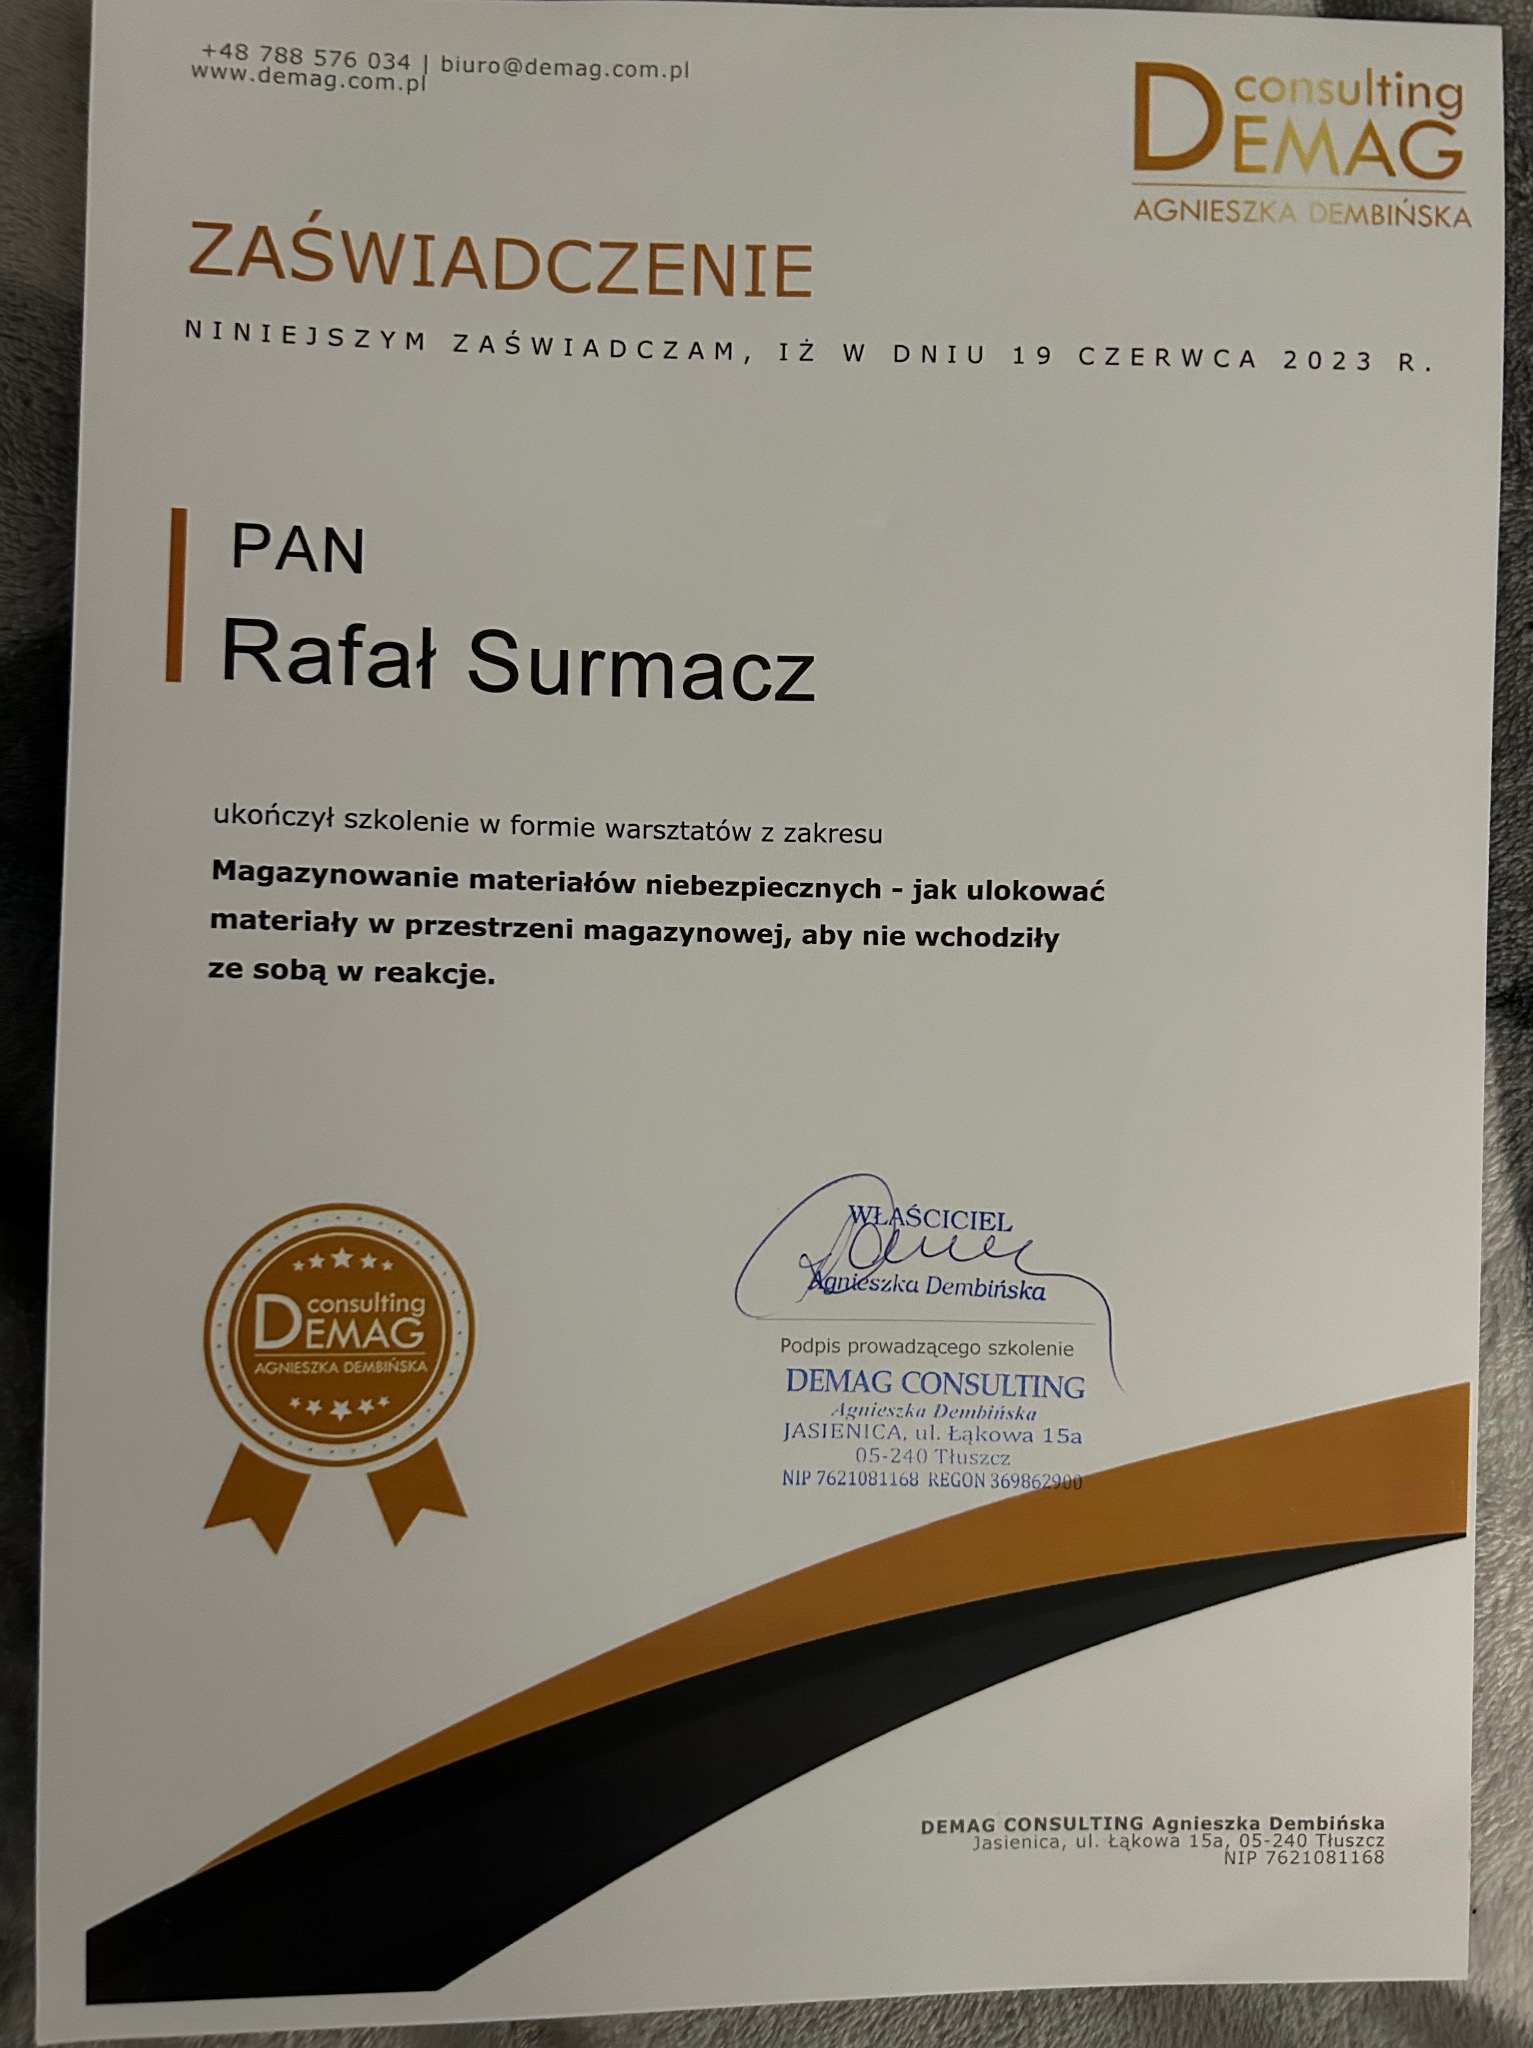 +48 788 576 034 | biuro@demag.com.pl
www.demag.com.pl
D consulting
DEMAG
AGNIESZKA DEMBIŃSKA
ZAŚWIADCZENIE
NINIEJSZYM ZAŚWIADCZAM, IŻ W DNIU 19 CZERWCA 2023 R.
PAN
Rafał Surmacz
ukończył szkolenie w formie warsztatów z zakresu
Magazynowanie materiałów niebezpiecznych - jak ulokować
materiały w przestrzeni magazynowej, aby nie wchodziły
ze sobą w reakcje.
consulting
DEMAG
AGNIESZKA DEMBIŃSKA
WŁAŚCICIEL
Agnieszka Dembińska
Podpis prowadzącego szkolenie
DEMAG CONSULTING
Agnieszka Dembińska
JASIENICA, ul. Łąkowa 15a
05-240 Tłuszcz
NIP 7621081168 REGON 369862900
DEMAG CONSULTING Agnieszka Dembińska
Jasienica, ul. Łąkowa 15a, 05-240 Tłuszcz
NIP 7621081168